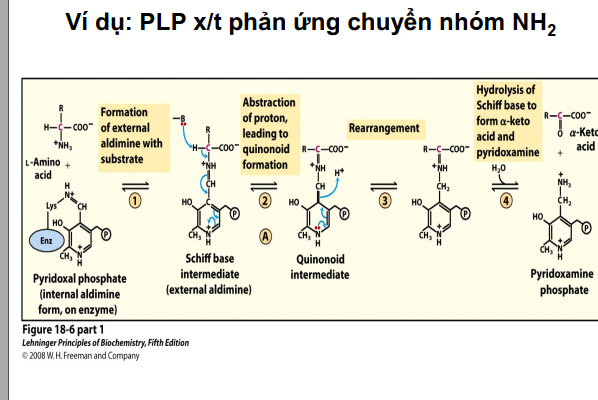 Ví dụ: PLP x/t phản ứng chuyển nhóm NH₂
Formation
of external
aldimine with
substrate
Abstraction
of proton,
leading to
quinonoid
formation
Rearrangement
Hydrolysis of
Schiff base to
form α-keto
acid and
pyridoxamine
R
H–C–COO⁻
⁺NH₃
L-Amino +
acid
H
N⁺
Lys CH
HO P
Enz
CH₃ N⁺
H
Pyridoxal phosphate
(internal aldimine
form, on enzyme)
1
–B:
R
H–C–COO⁻
⁺NH
CH
HO C P
CH₃ N⁺
H
Schiff base
intermediate
(external aldimine)
2
A
R–C–COO⁻
⁺NH H⁺
CH
HO P
CH₃ N
H
Quinonoid
intermediate
3
R–C–COO⁻
⁺NH
CH₂
HO P
CH₃ N⁺
H
H₂O
4
R–C–COO⁻
O α-Keto
acid
+
⁺NH₃
CH₂
HO P
CH₃ N⁺
H
Pyridoxamine
phosphate
Figure 18-6 part 1
Lehninger Principles of Biochemistry, Fifth Edition
© 2008 W. H. Freeman and Company